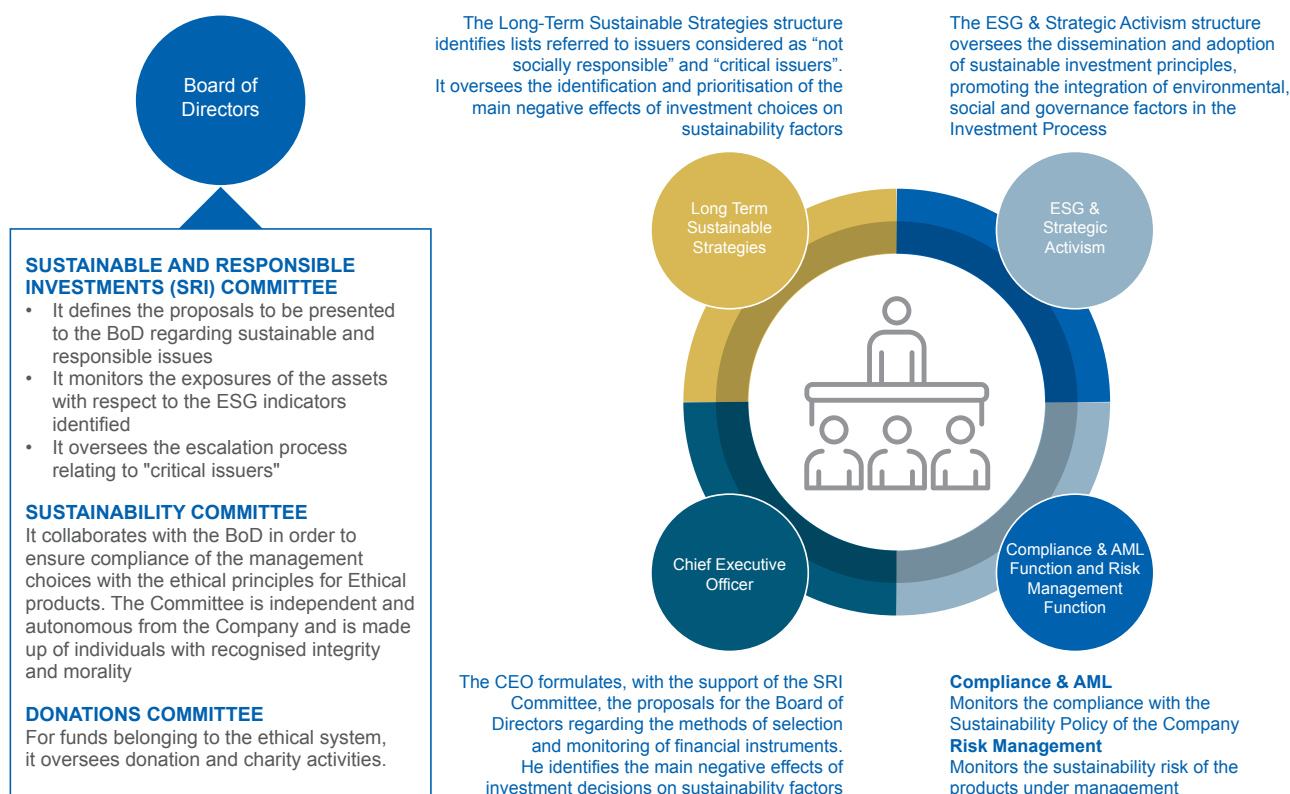 Board of
Directors
SUSTAINABLE AND RESPONSIBLE
INVESTMENTS (SRI) COMMITTEE
• It defines the proposals to be presented
to the BoD regarding sustainable and
responsible issues
• It monitors the exposures of the assets
with respect to the ESG indicators
identified
• It oversees the escalation process
relating to "critical issuers"
SUSTAINABILITY COMMITTEE
It collaborates with the BoD in order to
ensure compliance of the management
choices with the ethical principles for Ethical
products. The Committee is independent and
autonomous from the Company and is made
up of individuals with recognised integrity
and morality
DONATIONS COMMITTEE
For funds belonging to the ethical system,
it oversees donation and charity activities.
The Long-Term Sustainable Strategies structure
identifies lists referred to issuers considered as “not
socially responsible” and “critical issuers”.
It oversees the identification and prioritisation of the
main negative effects of investment choices on
sustainability factors
The ESG & Strategic Activism structure
oversees the dissemination and adoption
of sustainable investment principles,
promoting the integration of environmental,
social and governance factors in the
Investment Process
Long Term
Sustainable
Strategies
ESG &
Strategic
Activism
Chief Executive
Officer
Compliance & AML
Function and Risk
Management
Function
The CEO formulates, with the support of the SRI
Committee, the proposals for the Board of
Directors regarding the methods of selection
and monitoring of financial instruments.
He identifies the main negative effects of
investment decisions on sustainability factors
Compliance & AML
Monitors the compliance with the
Sustainability Policy of the Company
Risk Management
Monitors the sustainability risk of the
products under management